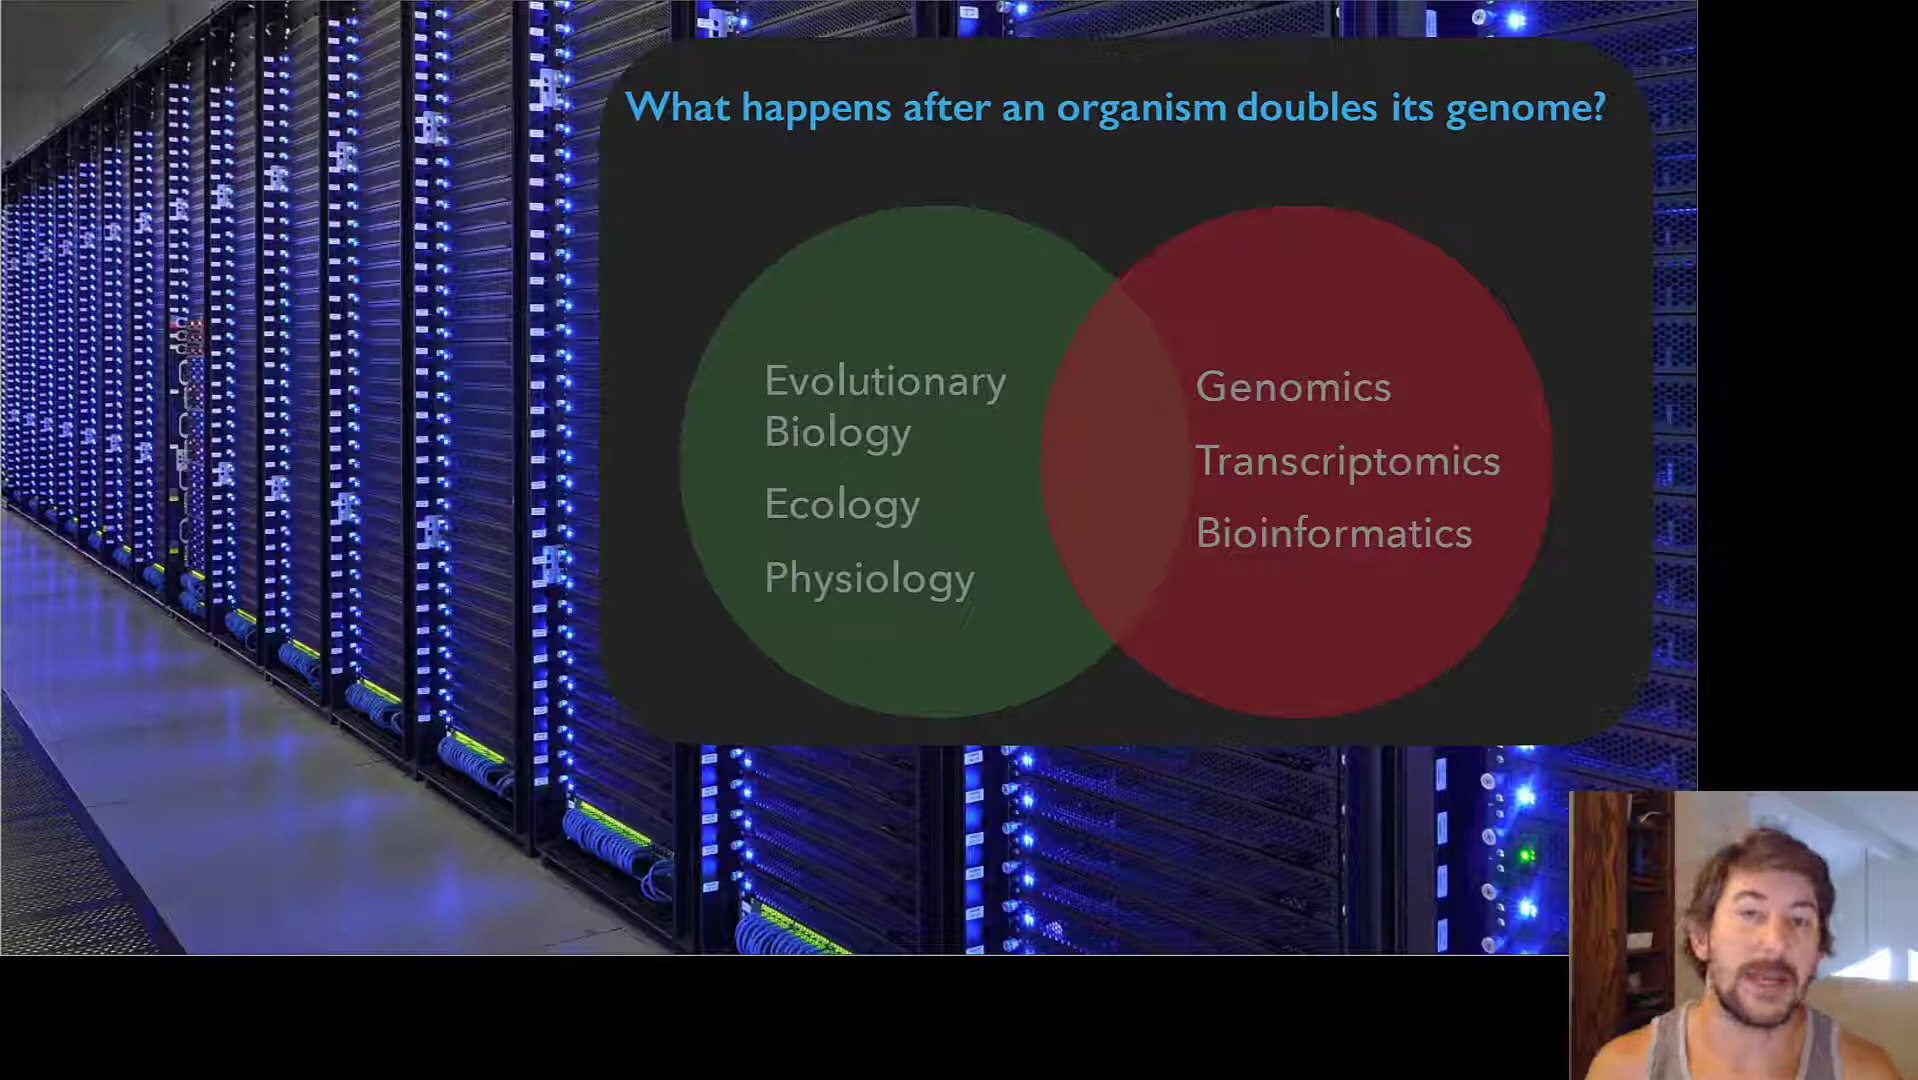 What happens after an organism doubles its genome?
Evolutionary
Biology
Ecology
Physiology
Genomics
Transcriptomics
Bioinformatics